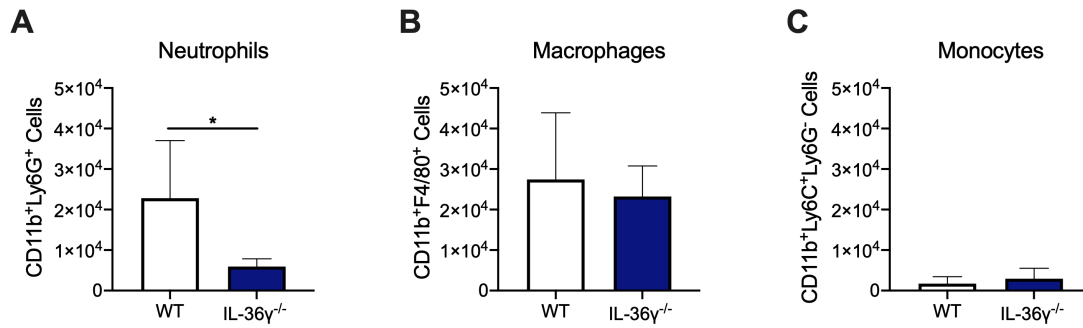 A
Neutrophils
CD11b⁺Ly6G⁺ Cells
5×10⁴
4×10⁴
3×10⁴
2×10⁴
1×10⁴
0
*
WT
IL-36γ⁻/⁻
B
Macrophages
CD11b⁺F4/80⁺ Cells
5×10⁴
4×10⁴
3×10⁴
2×10⁴
1×10⁴
0
WT
IL-36γ⁻/⁻
C
Monocytes
CD11b⁺Ly6C⁺Ly6G⁻ Cells
5×10⁴
4×10⁴
3×10⁴
2×10⁴
1×10⁴
0
WT
IL-36γ⁻/⁻